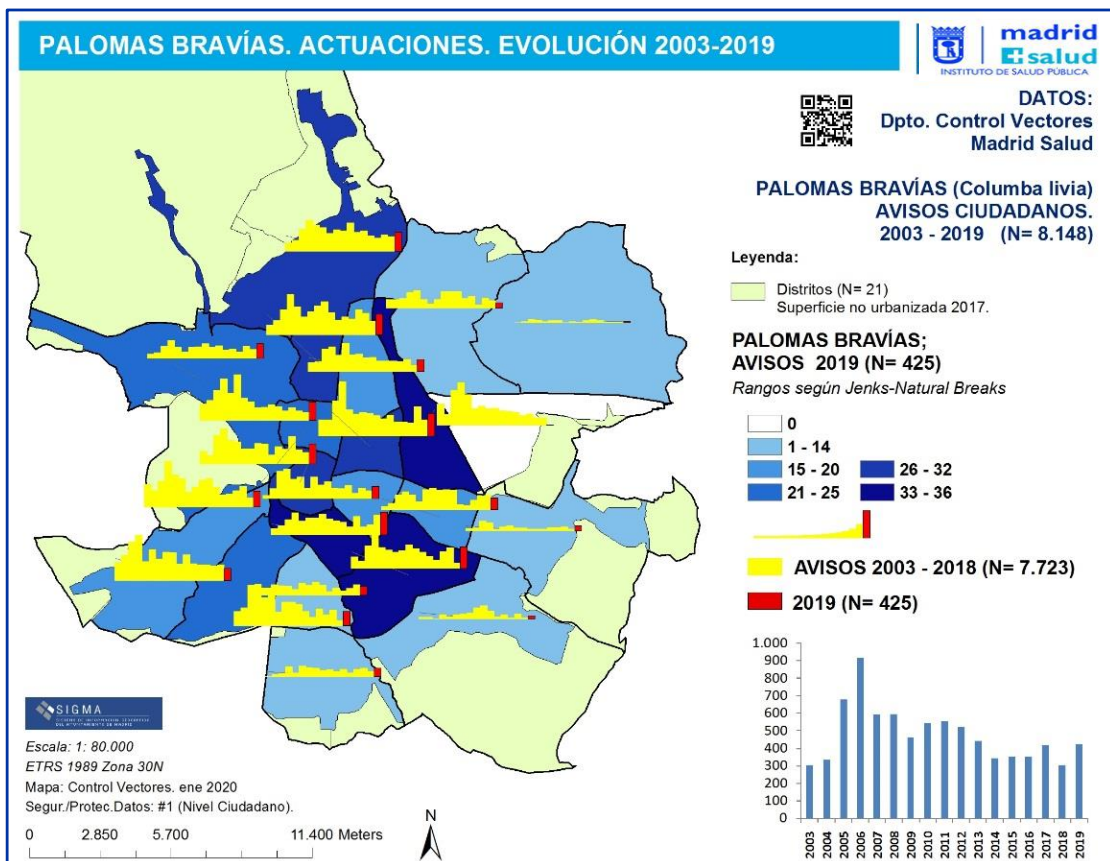 PALOMAS BRAVÍAS. ACTUACIONES. EVOLUCIÓN 2003-2019
madrid
salud
INSTITUTO DE SALUD PÚBLICA
DATOS:
Dpto. Control Vectores
Madrid Salud
PALOMAS BRAVÍAS (Columba livia)
AVISOS CIUDADANOS.
2003 - 2019 (N= 8.148)
Leyenda:
Distritos (N= 21)
Superficie no urbanizada 2017.
PALOMAS BRAVÍAS;
AVISOS 2019 (N= 425)
Rangos según Jenks-Natural Breaks
0
1 - 14
15 - 20 26 - 32
21 - 25 33 - 36
AVISOS 2003 - 2018 (N= 7.723)
2019 (N= 425)
1.000
900
800
700
600
500
400
300
200
100
0
2003 2004 2005 2006 2007 2008 2009 2010 2011 2012 2013 2014 2015 2016 2017 2018 2019
SIGMA
Escala: 1: 80.000
ETRS 1989 Zona 30N
Mapa: Control Vectores. ene 2020
Segur./Protec.Datos: #1 (Nivel Ciudadano).
0 2.850 5.700 11.400 Meters
N